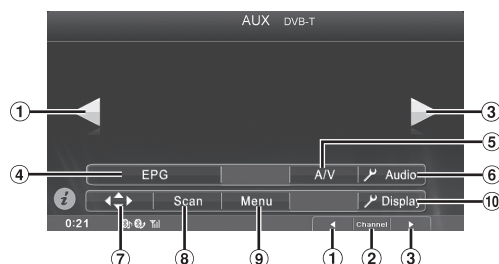 AUX DVB-T
1 3
5
4 EPG A/V Audio 6
i Scan Menu Display 10
0:21 Channel
7 8 9 1 2 3